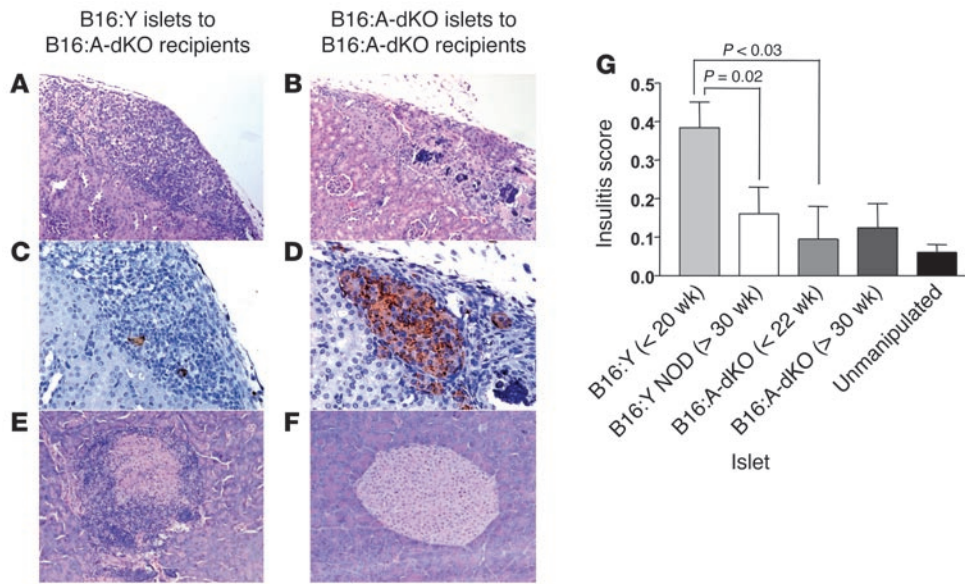 B16:Y islets to
B16:A-dKO recipients
B16:A-dKO islets to
B16:A-dKO recipients
A
B
C
D
E
F
G
P < 0.03
P = 0.02
Insulitis score
0.5
0.4
0.3
0.2
0.1
0.0
B16:Y (< 20 wk)
B16:Y NOD (> 30 wk)
B16:A-dKO (< 22 wk)
B16:A-dKO (> 30 wk)
Unmanipulated
Islet